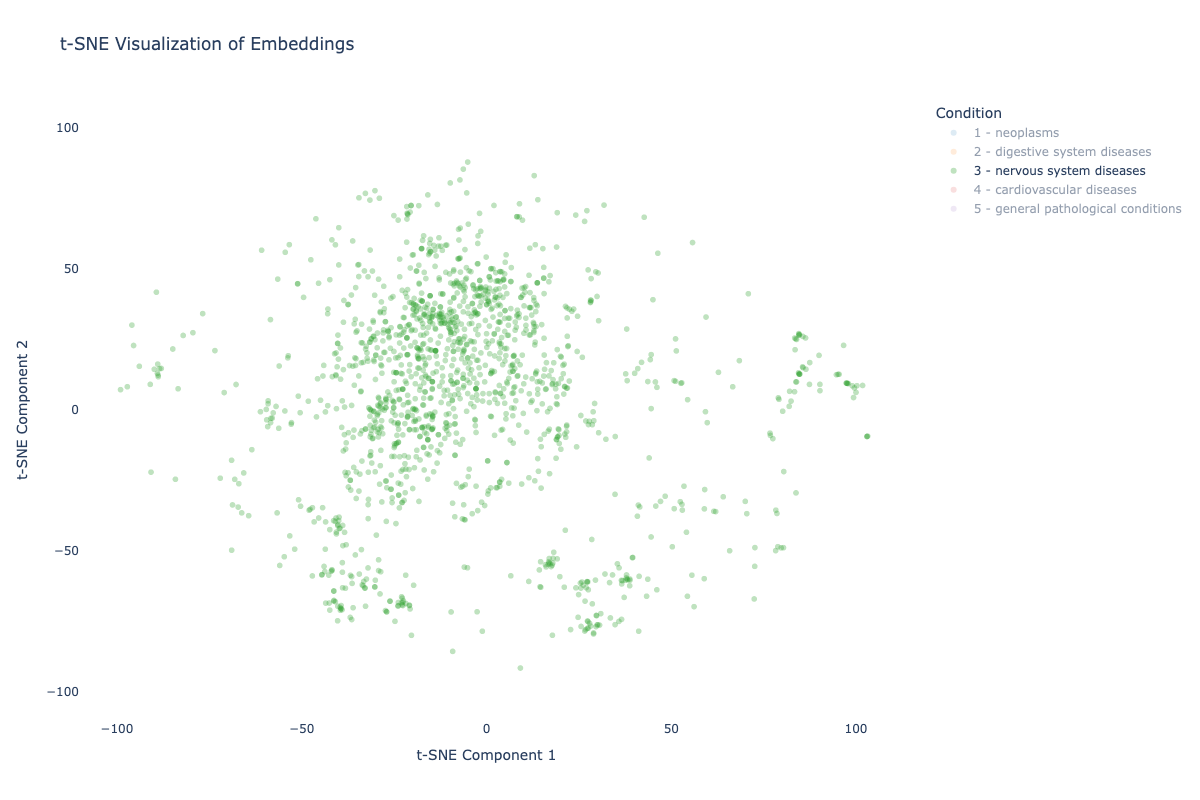 t-SNE Visualization of Embeddings
Condition
1 - neoplasms
2 - digestive system diseases
3 - nervous system diseases
4 - cardiovascular diseases
5 - general pathological conditions
100
50
0
−50
−100
t-SNE Component 2
−100
−50
0
50
100
t-SNE Component 1